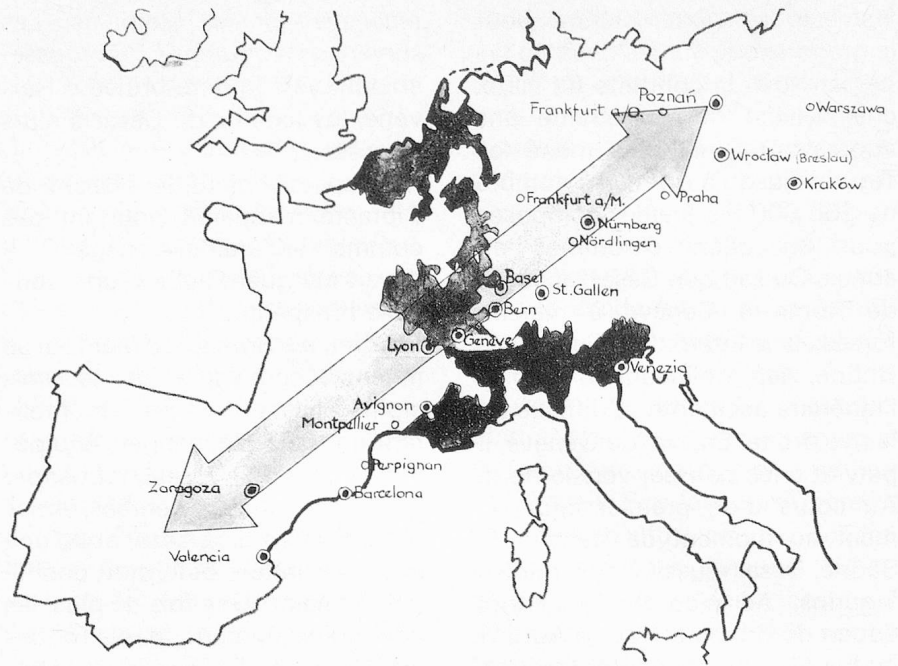 Poznań
Frankfurt a/O.
Warszawa
Wrocław (Breslau)
Kraków
Praha
Frankfurt a/M.
Nürnberg
Nördlingen
Basel
St. Gallen
Bern
Genève
Lyon
Venezia
Avignon
Montpellier
Perpignan
Zaragoza
Barcelona
Valencia